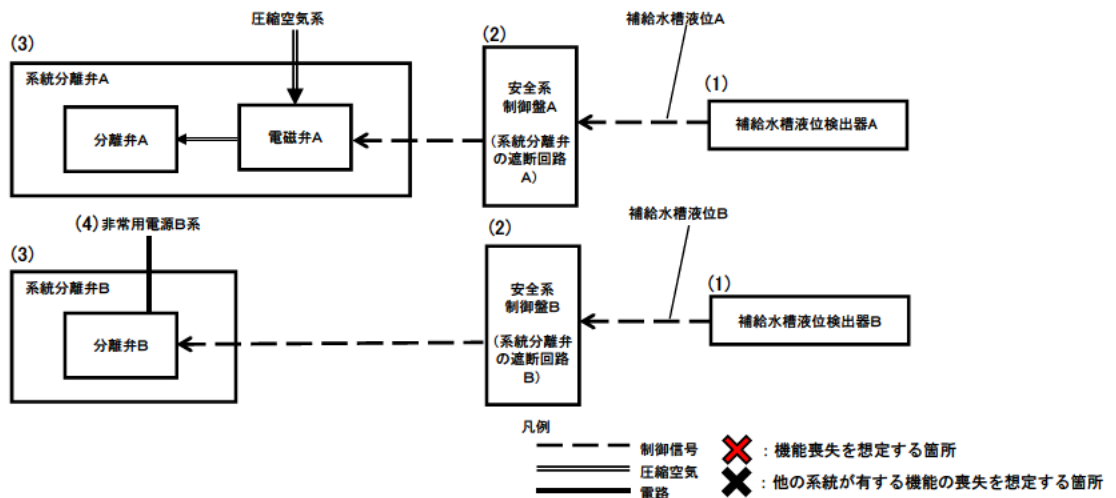 圧縮空気系
補給水槽液位A
(3)
(2)
系統分離弁A
安全系
制御盤A
(系統分離弁
の遮断回路
A)
(1)
分離弁A
電磁弁A
補給水槽液位検出器A
(4) 非常用電源B系
補給水槽液位B
(3)
(2)
系統分離弁B
安全系
制御盤B
(系統分離弁
の遮断回路
B)
(1)
分離弁B
補給水槽液位検出器B
凡例
制御信号
圧縮空気
電路
：機能喪失を想定する箇所
：他の系統が有する機能の喪失を想定する箇所